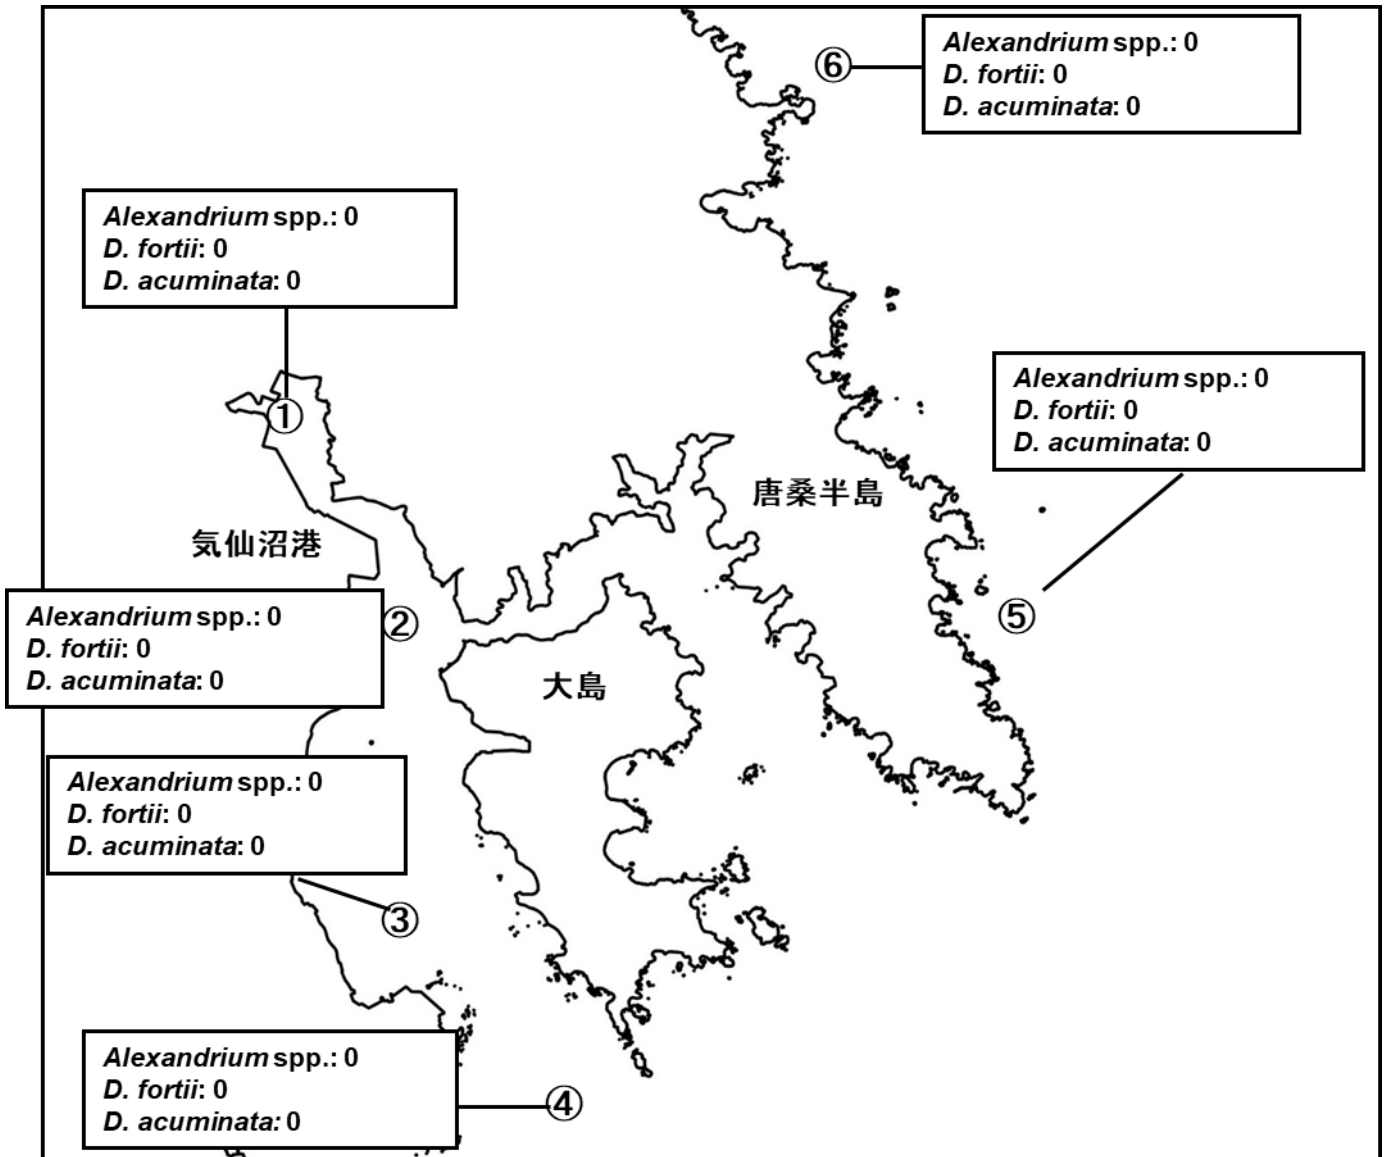 ⑥
Alexandrium spp.: 0
D. fortii: 0
D. acuminata: 0
Alexandrium spp.: 0
D. fortii: 0
D. acuminata: 0
①
Alexandrium spp.: 0
D. fortii: 0
D. acuminata: 0
唐桑半島
気仙沼港
Alexandrium spp.: 0
D. fortii: 0
D. acuminata: 0
②
⑤
大島
Alexandrium spp.: 0
D. fortii: 0
D. acuminata: 0
③
Alexandrium spp.: 0
D. fortii: 0
D. acuminata: 0
④